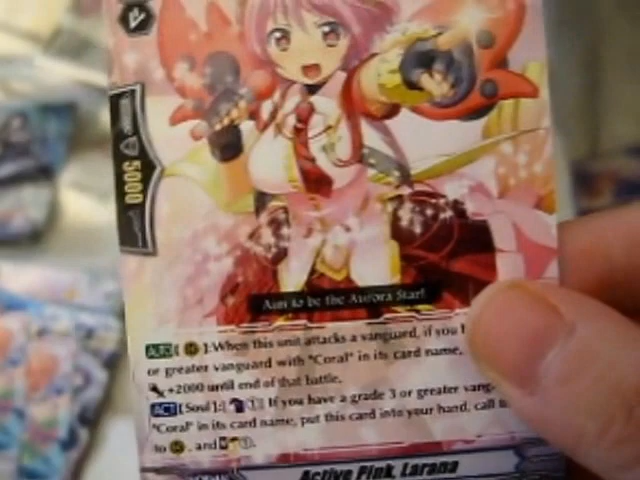 5000
Aim to be the Aurora Star!
AUTO [ ]:When this unit attacks a vanguard, if you
or greater vanguard with "Coral" in its card name,
+2000 until end of that battle.
ACT [Soul]:[ 1] If you have a grade 3 or greater vang-
"Coral" in its card name, put this card into your hand, call
to , and 1.
Active Pink, Larana